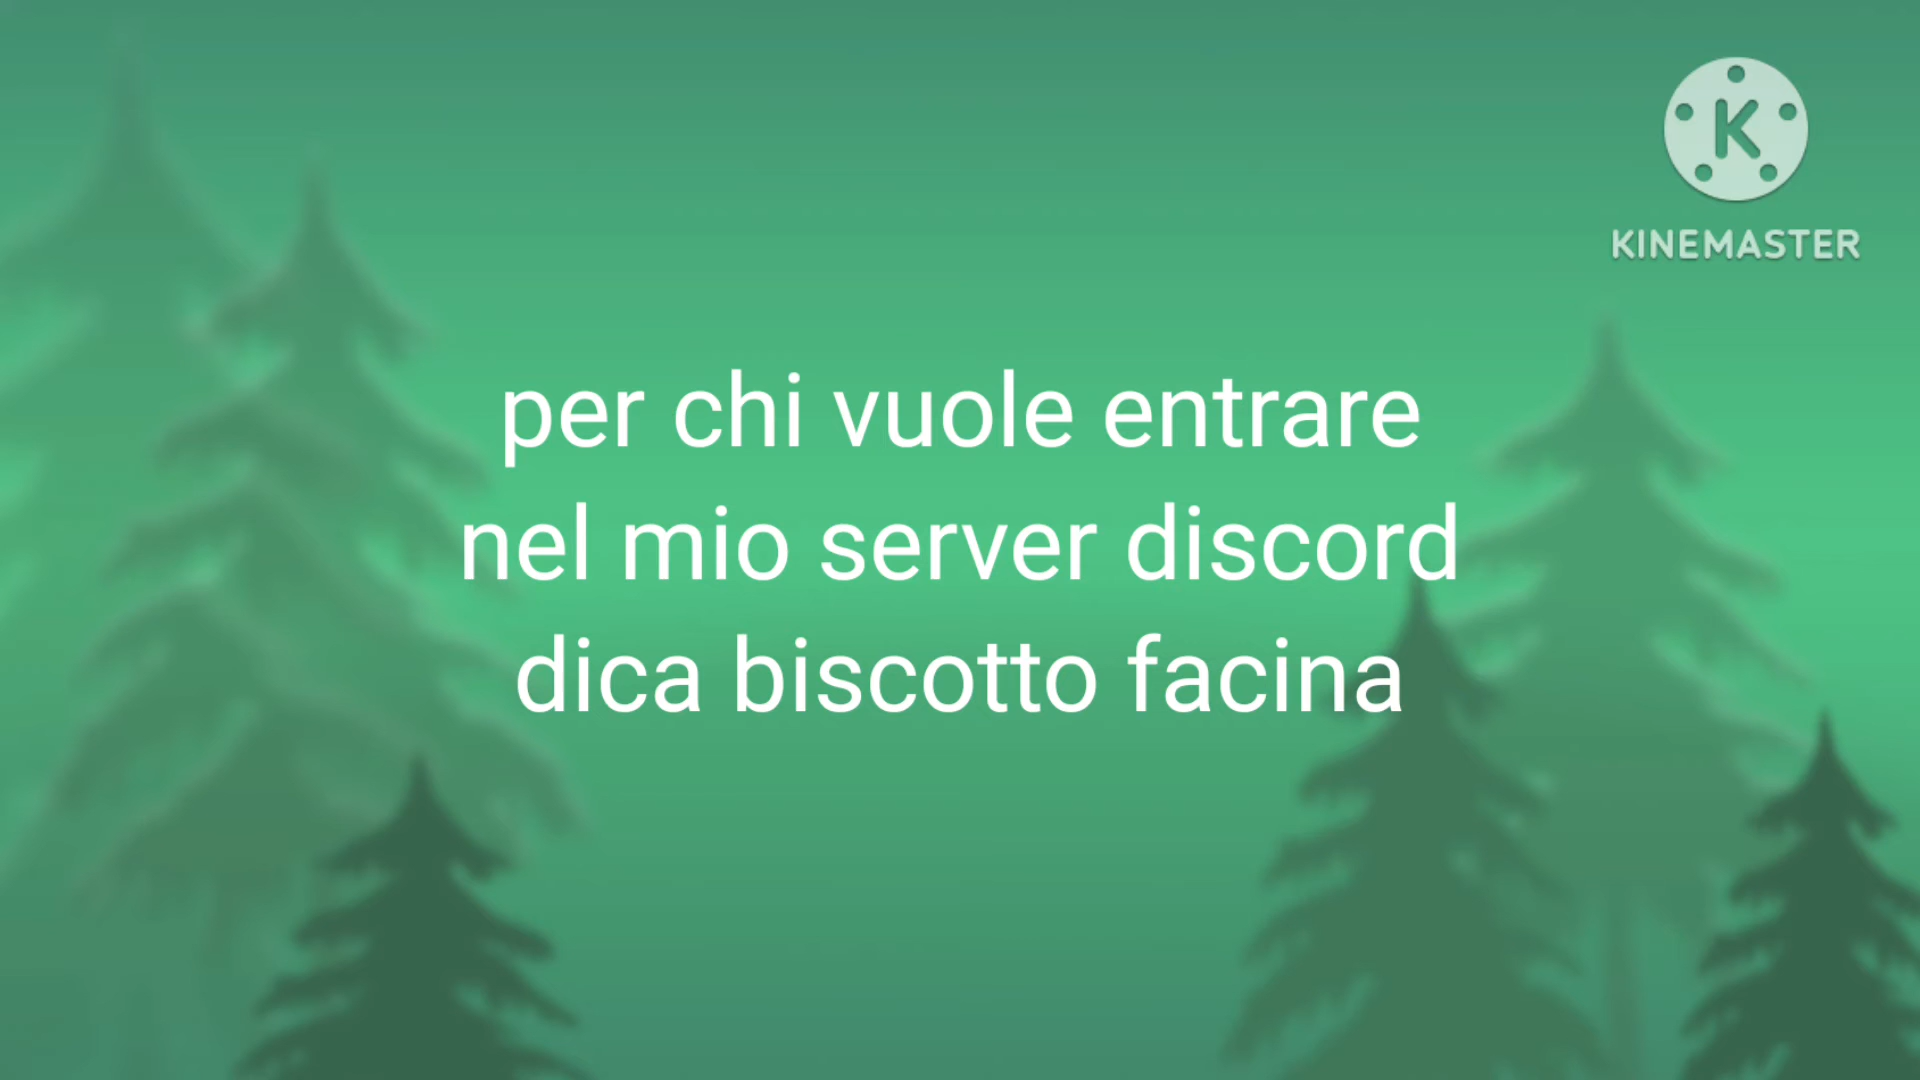 KINEMASTER
per chi vuole entrare
nel mio server discord
dica biscotto facina